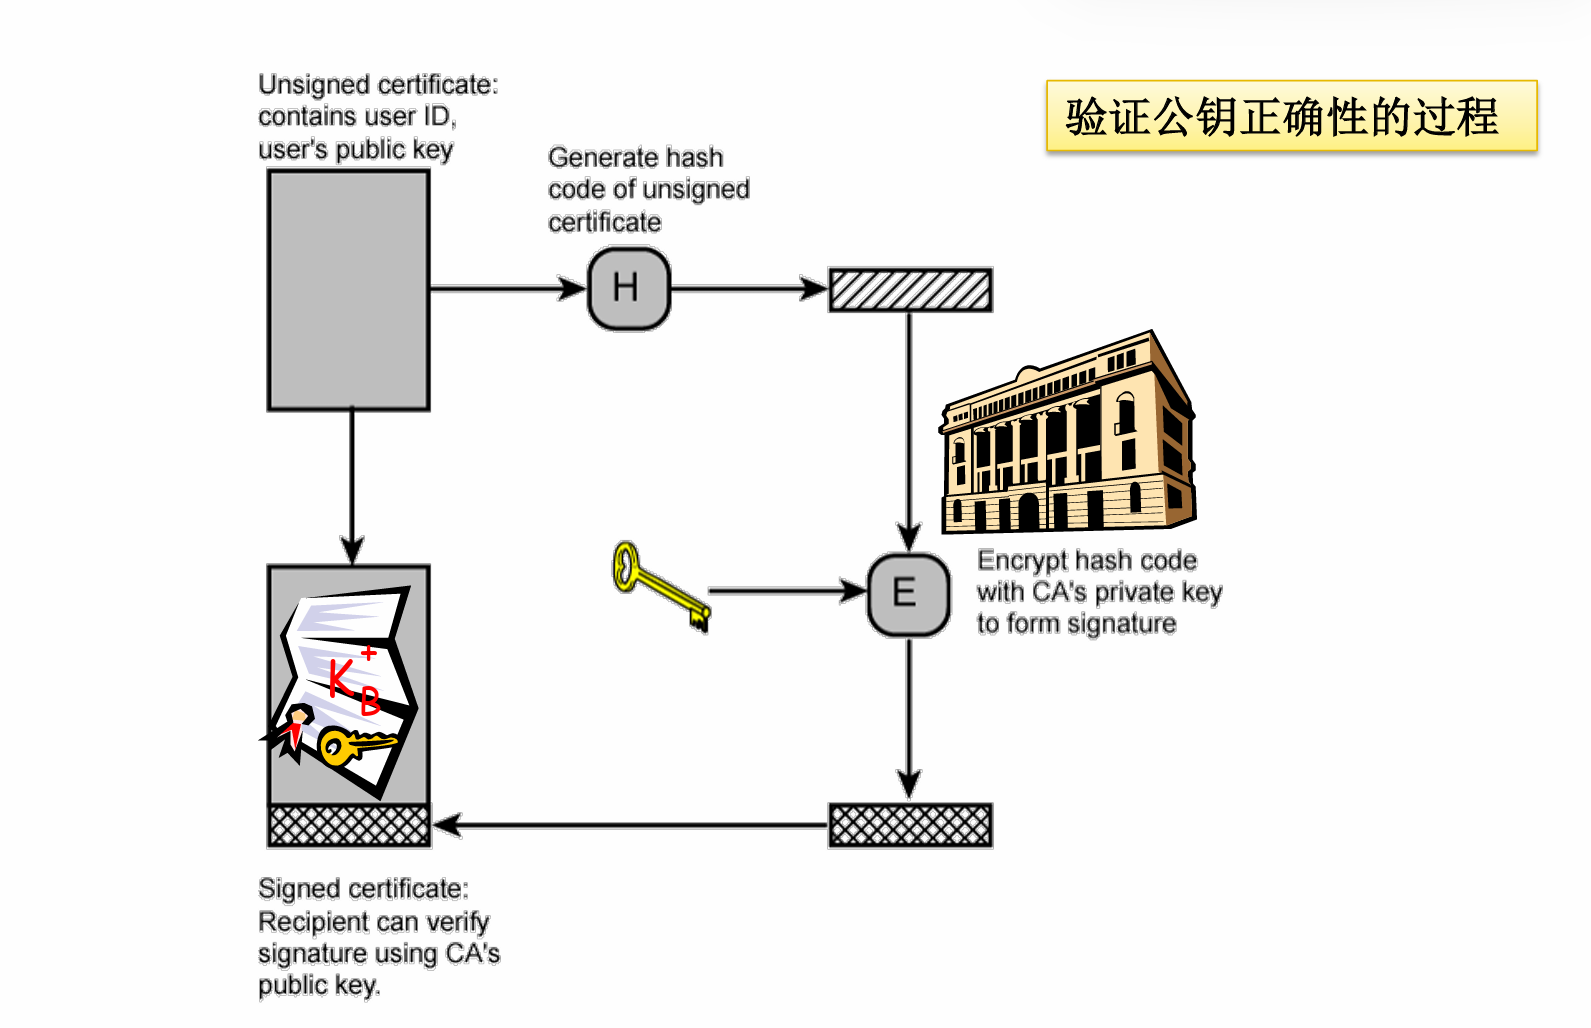 Unsigned certificate:
contains user ID,
user's public key
验证公钥正确性的过程
Generate hash
code of unsigned
certificate
H
E
Encrypt hash code
with CA's private key
to form signature
K+
B
Signed certificate:
Recipient can verify
signature using CA's
public key.